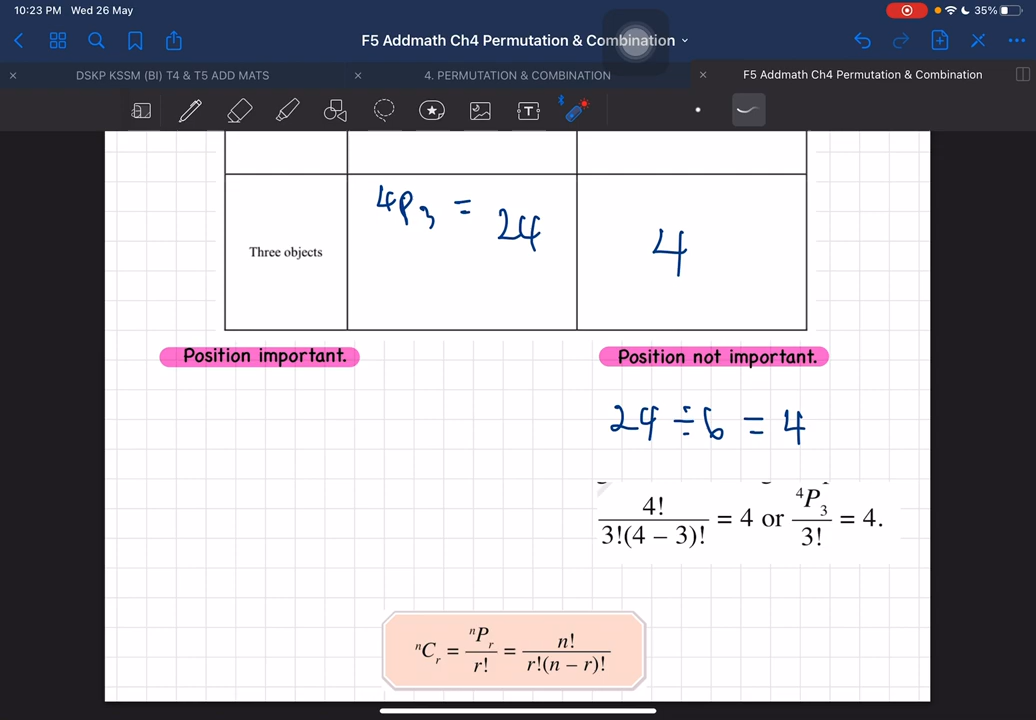 10:23 PM Wed 26 May
35%
F5 Addmath Ch4 Permutation & Combination
DSKP KSSM (BI) T4 & T5 ADD MATS
4. PERMUTATION & COMBINATION
F5 Addmath Ch4 Permutation & Combination
T
Three objects
4P3 = 24
4
Position important.
Position not important.
24 ÷ 6 = 4
4!/3!(4 – 3)! = 4 or ⁴P₃/3! = 4.
ⁿCᵣ = ⁿPᵣ/r! = n!/r!(n – r)!